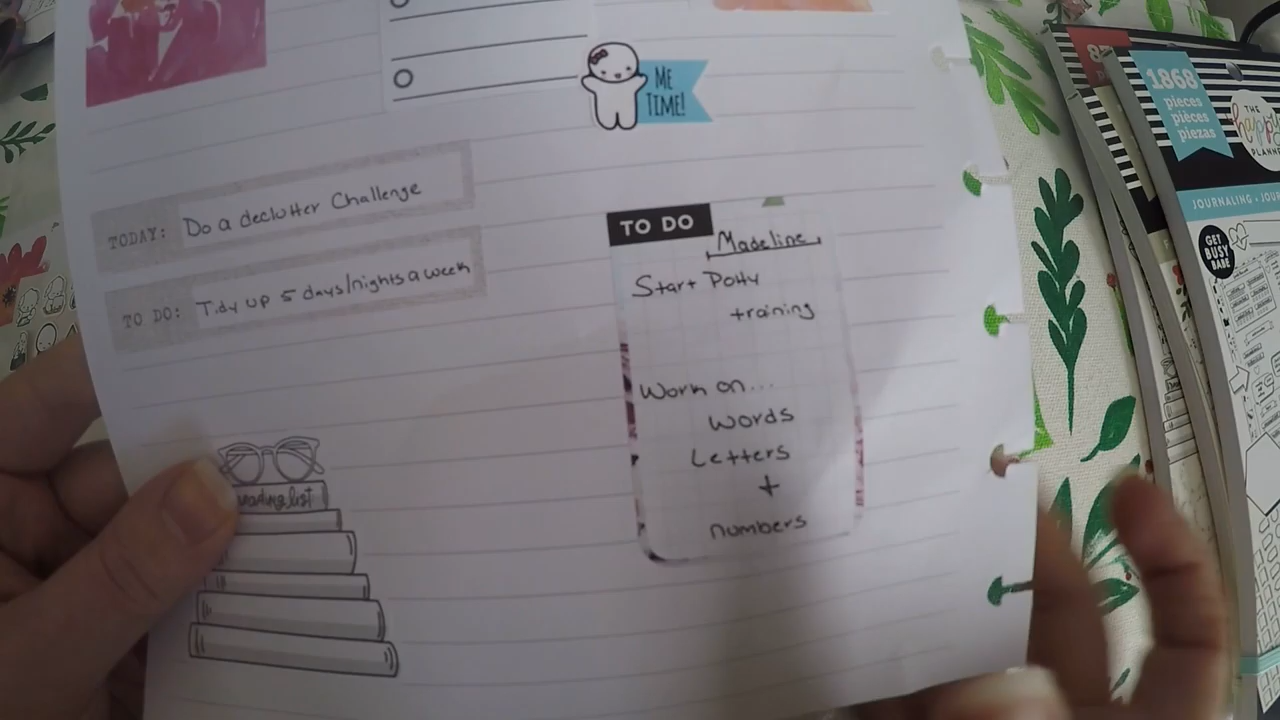 ME
TIME!
TODAY: Do a declutter Challenge
TO DO: Tidy up 5 days/nights a week
TO DO
Madeline
Start Potty
training
Work on...
words
Letters
+
numbers
reading list
1868
pieces
pièces
piezas
THE
happy
PLANNER
JOURNALING
GET
BUSY
BABE